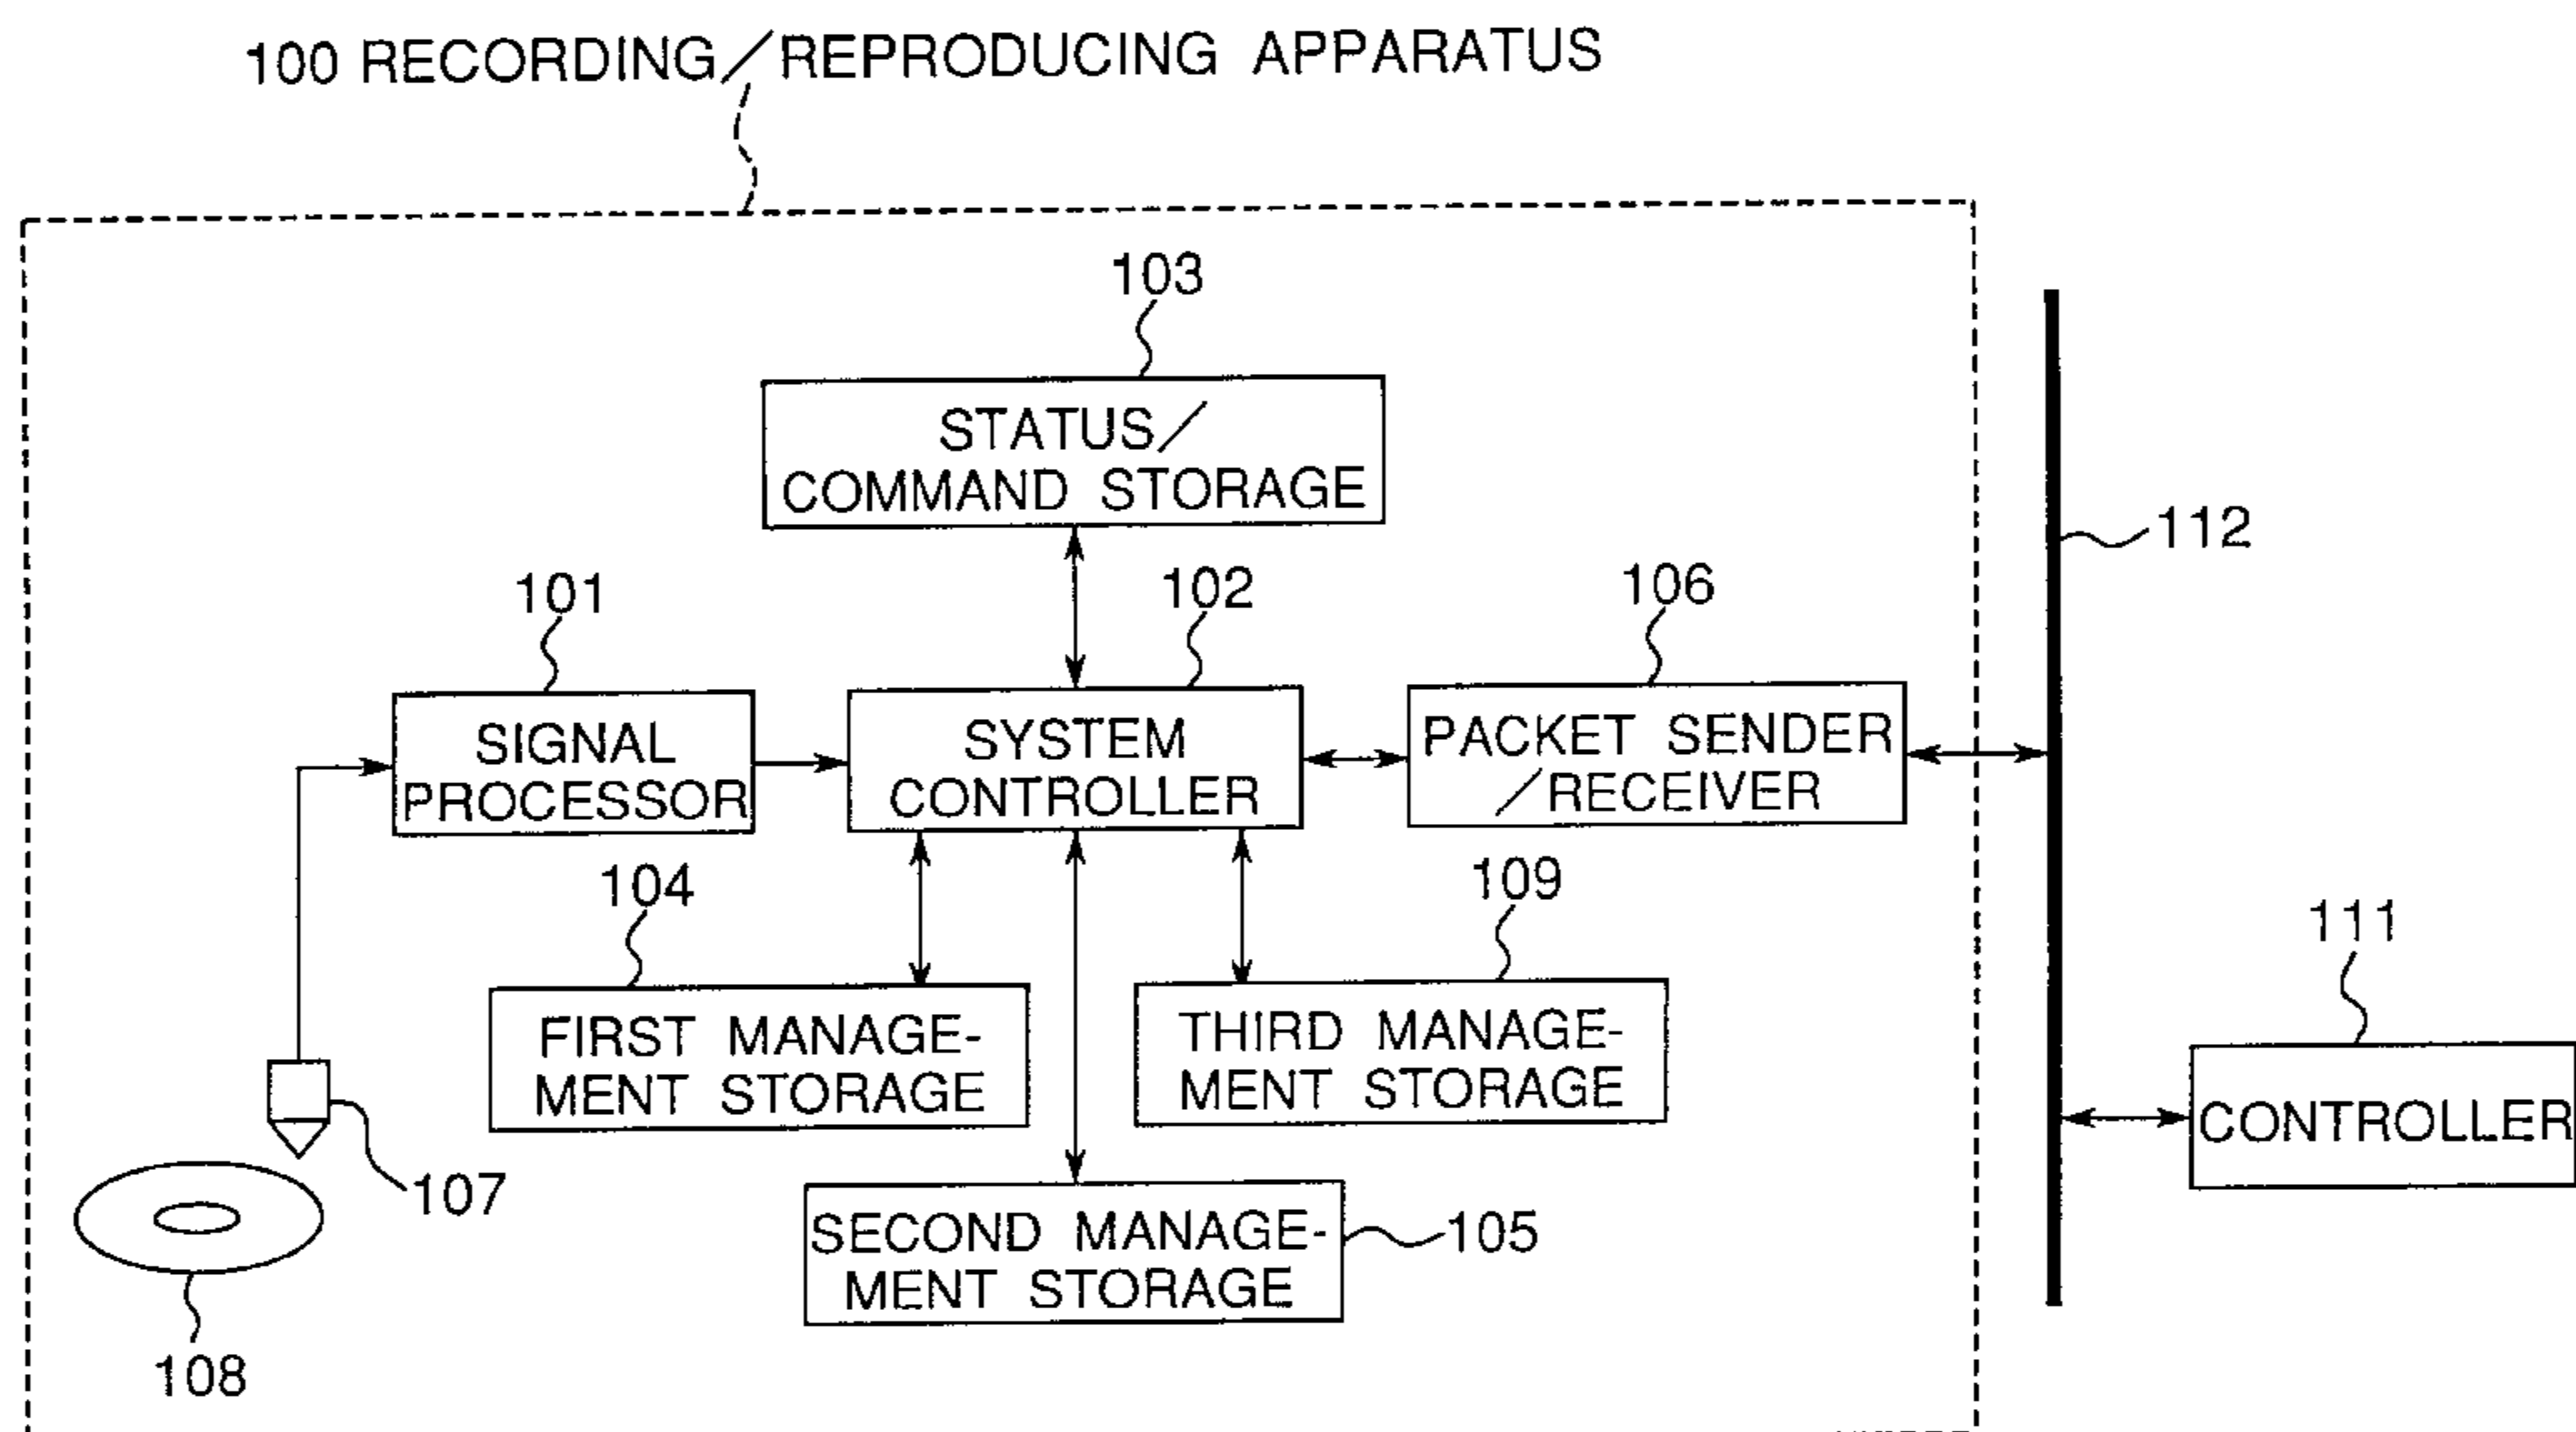 100 RECORDING/REPRODUCING APPARATUS
103
STATUS/
COMMAND STORAGE
112
101
102
106
SIGNAL
PROCESSOR
SYSTEM
CONTROLLER
PACKET SENDER
/RECEIVER
104
109
111
FIRST MANAGE-
MENT STORAGE
THIRD MANAGE-
MENT STORAGE
CONTROLLER
107
SECOND MANAGE-
MENT STORAGE
105
108